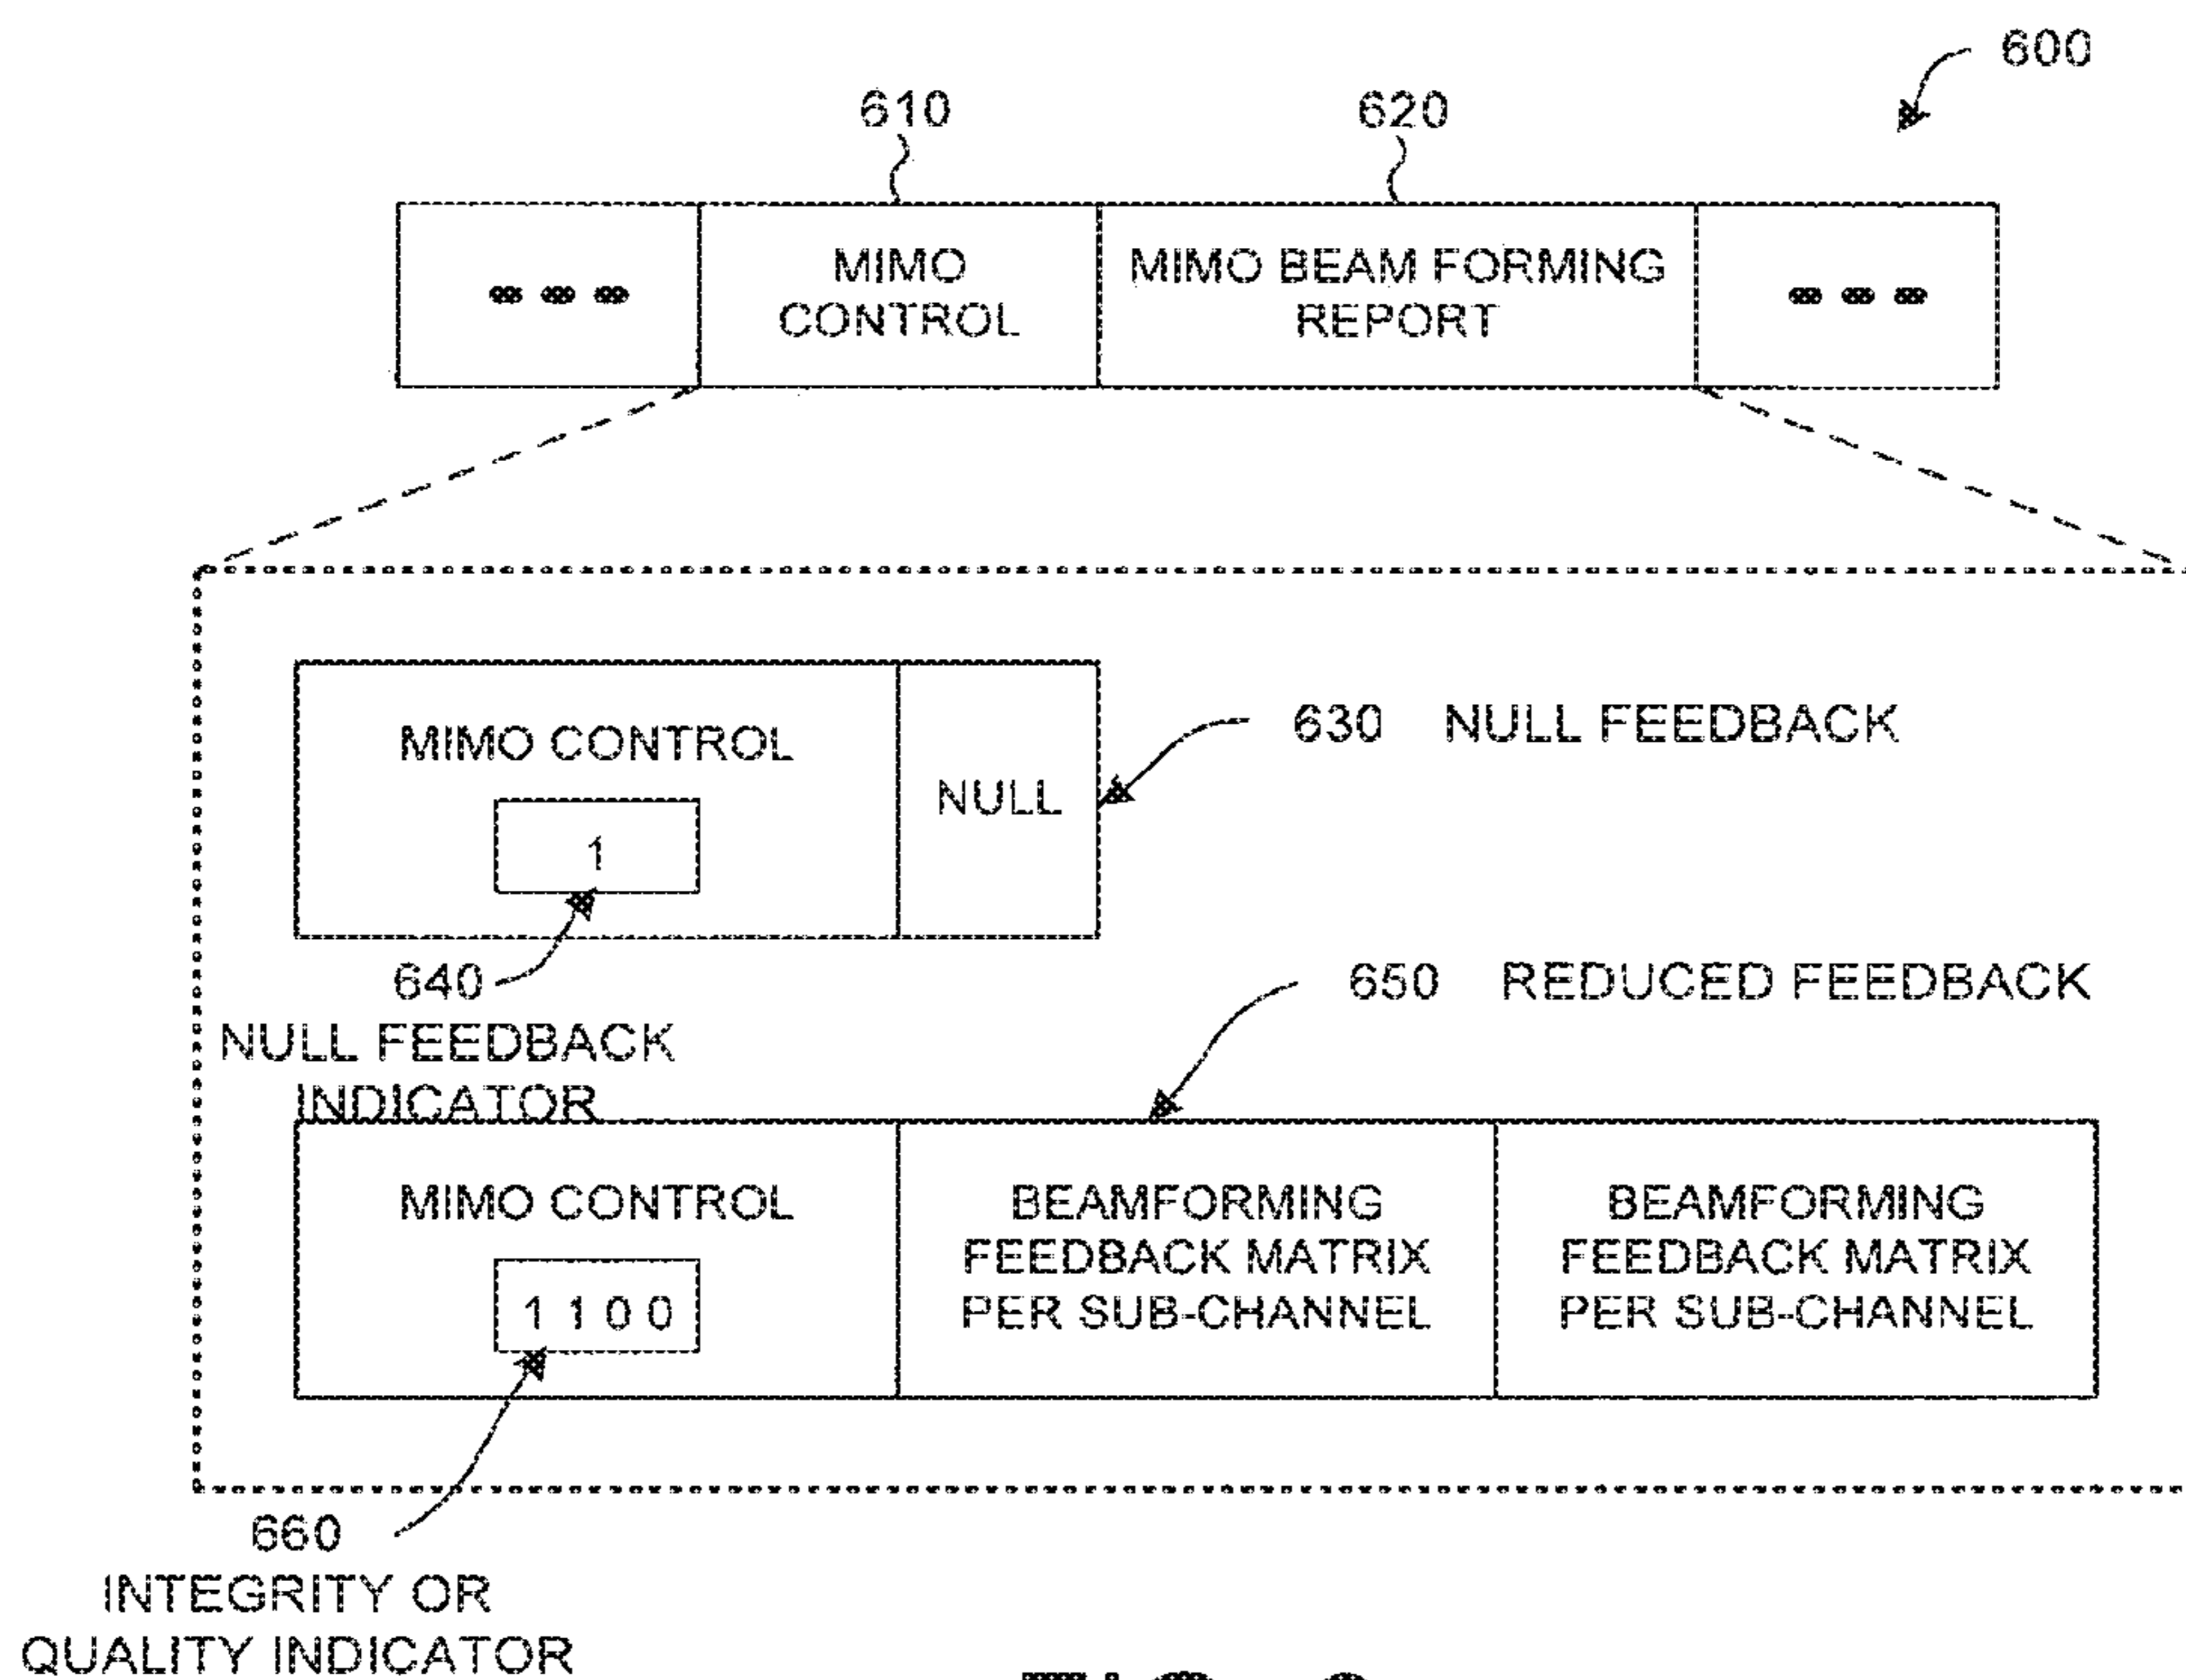 600
610
620
MIMO
CONTROL
MIMO BEAM FORMING
REPORT
MIMO CONTROL
1
NULL
630 NULL FEEDBACK
640
NULL FEEDBACK
INDICATOR
650 REDUCED FEEDBACK
MIMO CONTROL
1 1 0 0
BEAMFORMING
FEEDBACK MATRIX
PER SUB-CHANNEL
BEAMFORMING
FEEDBACK MATRIX
PER SUB-CHANNEL
660
INTEGRITY OR
QUALITY INDICATOR